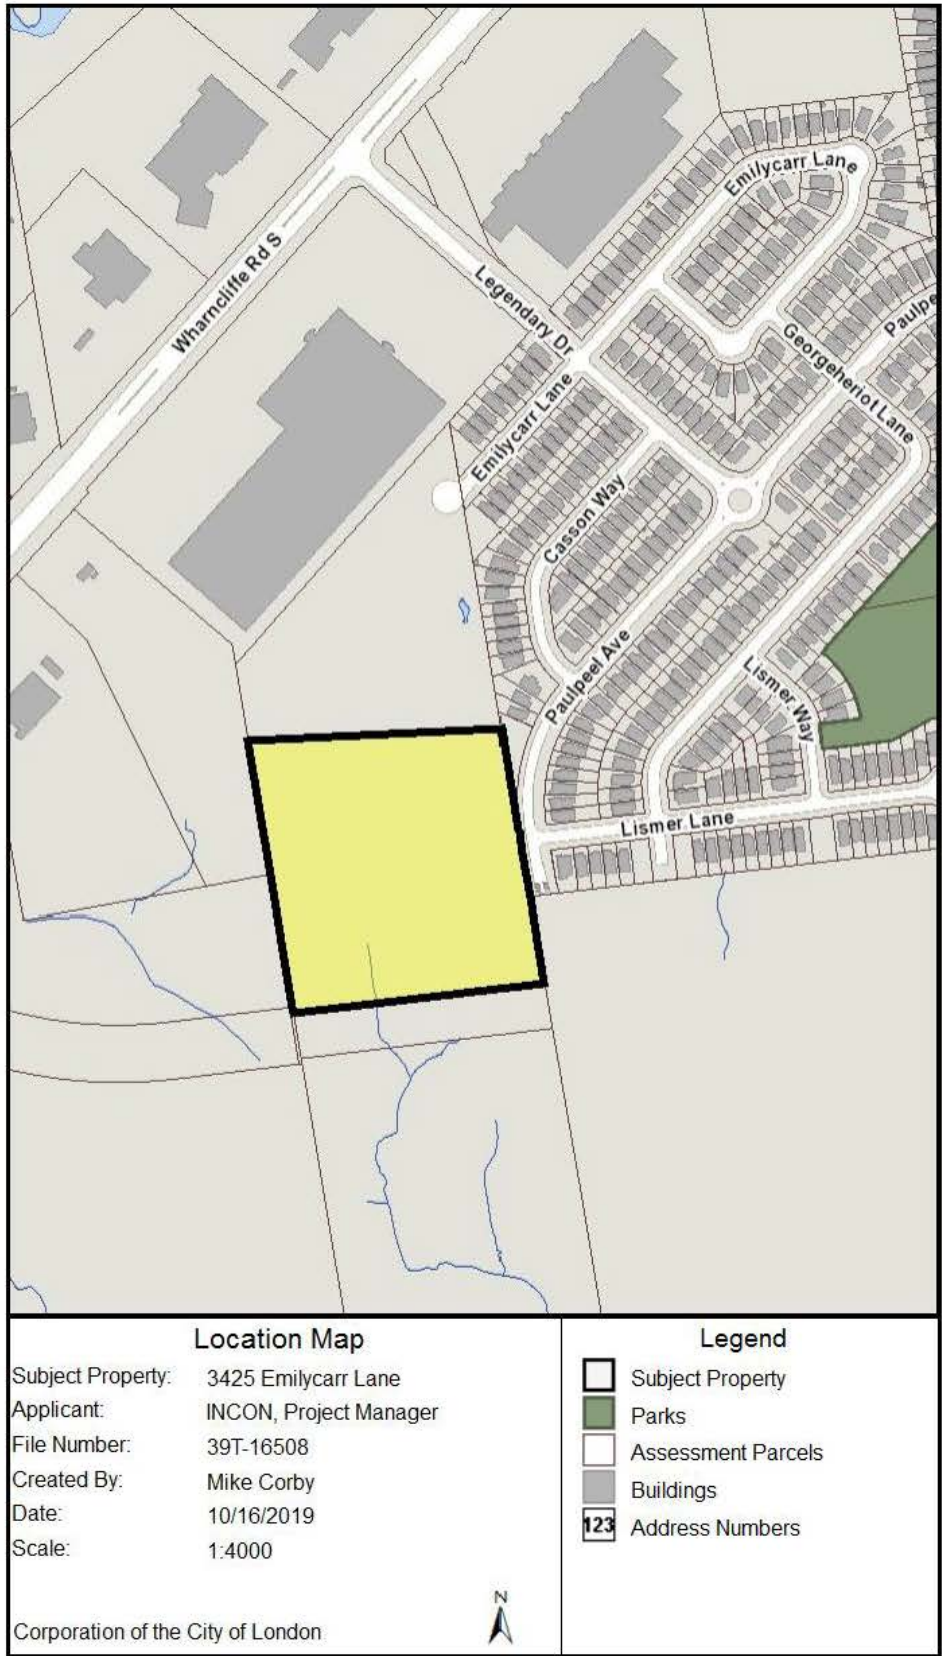 Emilycarr Lane
Wharncliffe Rd S
Legendary Dr
Paulpe
Georgeheriot Lane
Emilycarr Lane
Casson Way
Paulpeel Ave
Lismer Way
Lismer Lane
Location Map
Subject Property: 3425 Emilycarr Lane
Applicant: INCON, Project Manager
File Number: 39T-16508
Created By: Mike Corby
Date: 10/16/2019
Scale: 1:4000
N
Corporation of the City of London
Legend
Subject Property
Parks
Assessment Parcels
Buildings
123 Address Numbers